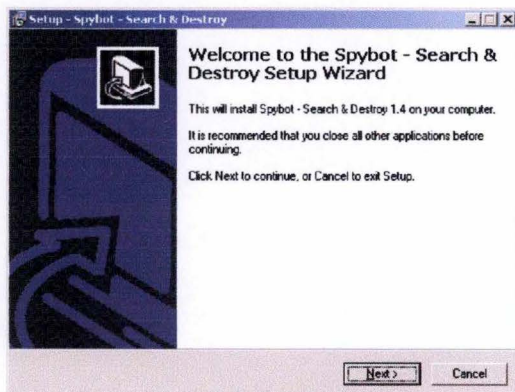 Setup - Spybot - Search & Destroy
Welcome to the Spybot - Search &
Destroy Setup Wizard
This will install Spybot - Search & Destroy 1.4 on your computer.
It is recommended that you close all other applications before
continuing.
Click Next to continue, or Cancel to exit Setup.
Next >
Cancel